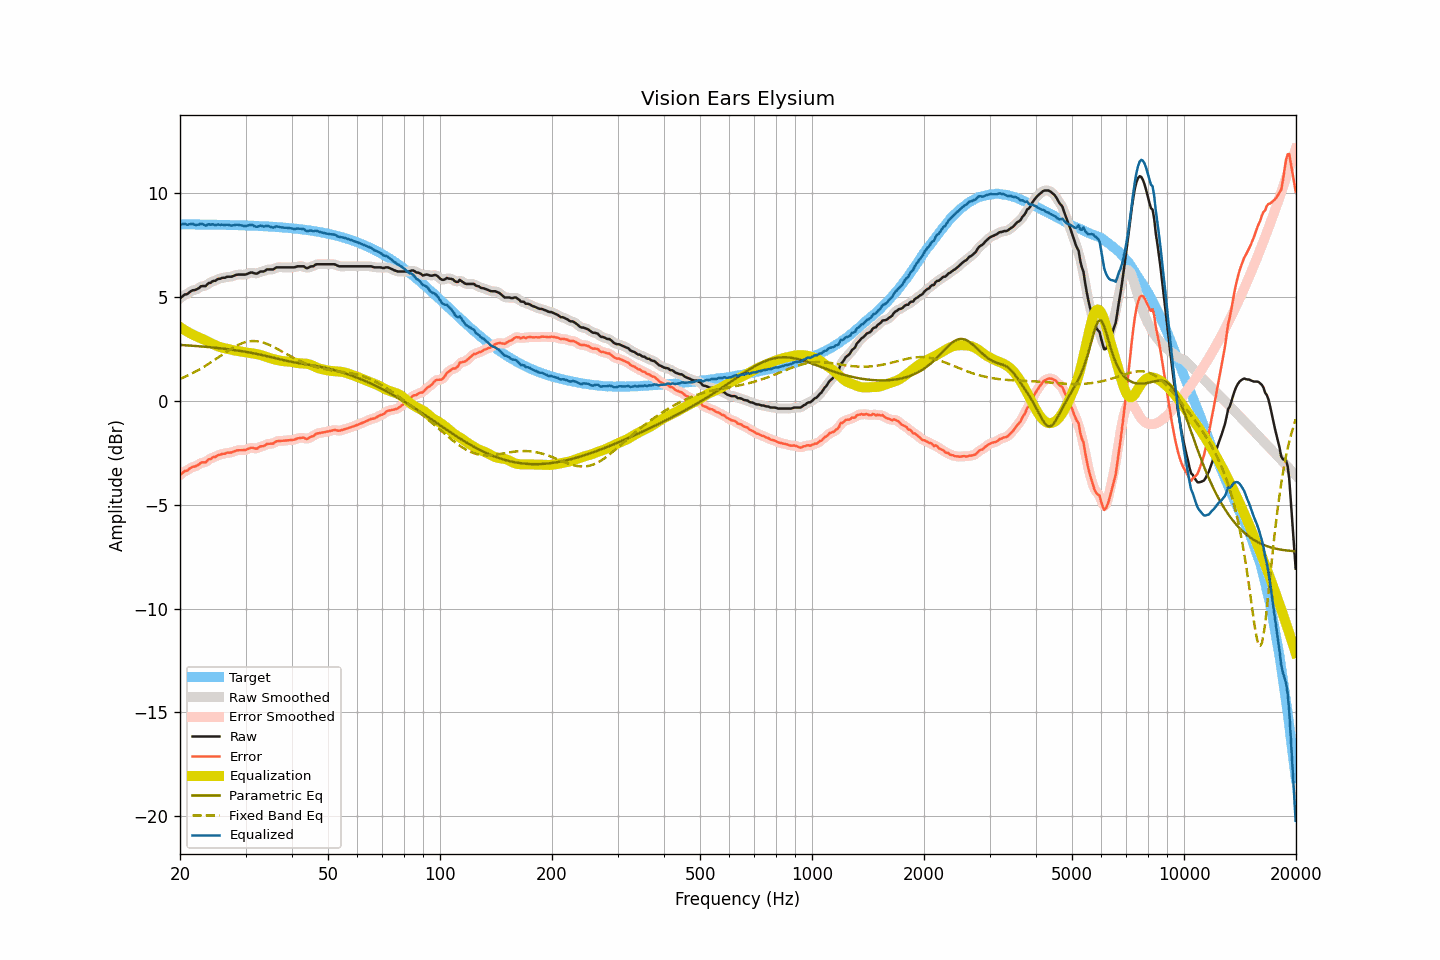 Vision Ears Elysium
Amplitude (dBr)
10
5
0
−5
−10
−15
−20
Target
Raw Smoothed
Error Smoothed
Raw
Error
Equalization
Parametric Eq
Fixed Band Eq
Equalized
20 50 100 200 500 1000 2000 5000 10000 20000
Frequency (Hz)